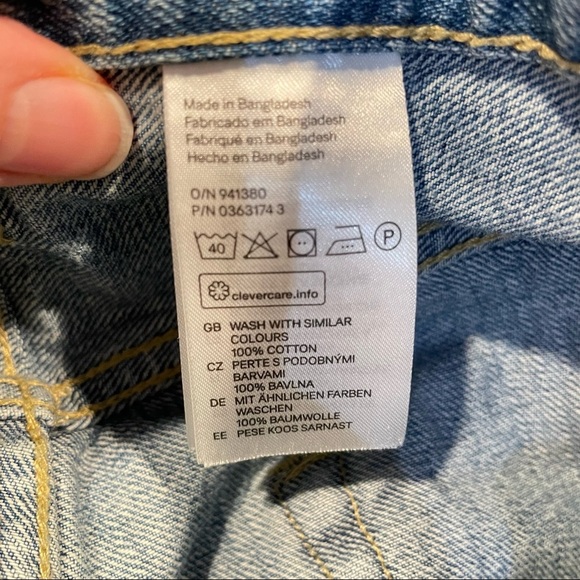 Made in Bangladesh
Fabricado em Bangladesh
Fabriqué en Bangladesh
Hecho en Bangladesh
O/N 941380
P/N 0363174 3
40 P
clevercare.info
GB WASH WITH SIMILAR
COLOURS
100% COTTON
CZ PERTE S PODOBNÝMI
BARVAMI
100% BAVLNA
DE MIT ÄHNLICHEN FARBEN
WASCHEN
100% BAUMWOLLE
EE PESE KOOS SARNAST